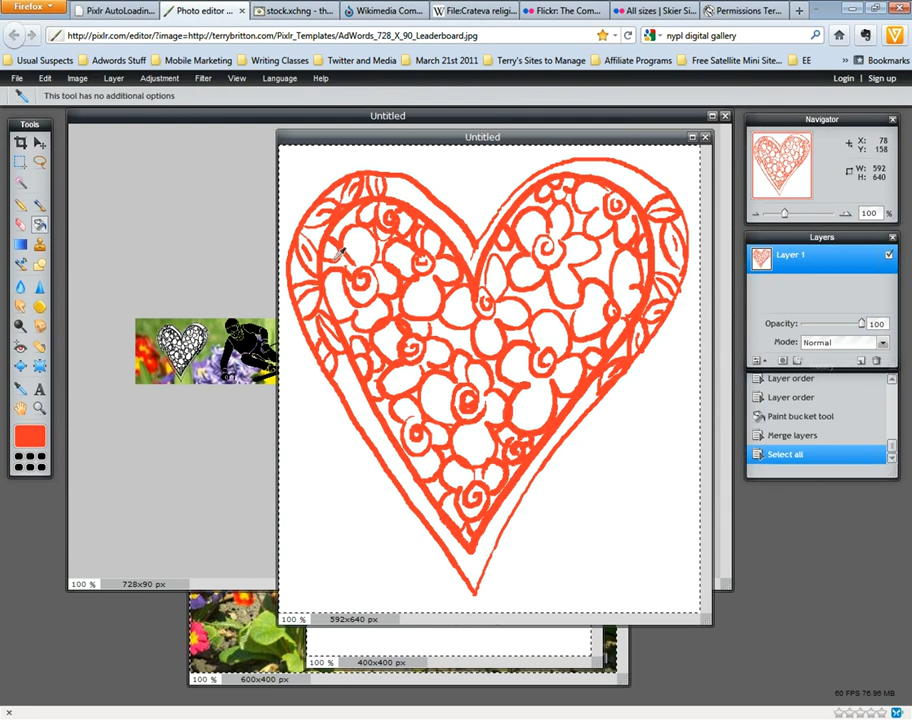 Firefox
Pixlr AutoLoadin...
Photo editor ...
stock.xchng - th...
Wikimedia Com...
File:Crateva religi...
Flickr: The Com...
All sizes | Skier Si...
Permissions Ter...
http://pixlr.com/editor/?image=http://terrybritton.com/Pixlr_Templates/AdWords_728_X_90_Leaderboard.jpg
nypl digital gallery
Usual Suspects
Adwords Stuff
Mobile Marketing
Writing Classes
Twitter and Media
March 21st 2011
Terry's Sites to Manage
Affiliate Programs
Free Satellite Mini Site...
EE
Bookmarks
File Edit Image Layer Adjustment Filter View Language Help
Login | Sign up
This tool has no additional options
Tools
Untitled
Untitled
Navigator
X: 78
Y: 158
W: 592
H: 640
100 %
Layers
Layer 1
Opacity: 100
Mode: Normal
Layer order
Layer order
Paint bucket tool
Merge layers
Select all
100 % 728x90 px
100 % 592x640 px
100 % 400x400 px
100 % 600x400 px
60 FPS 76.96 MB